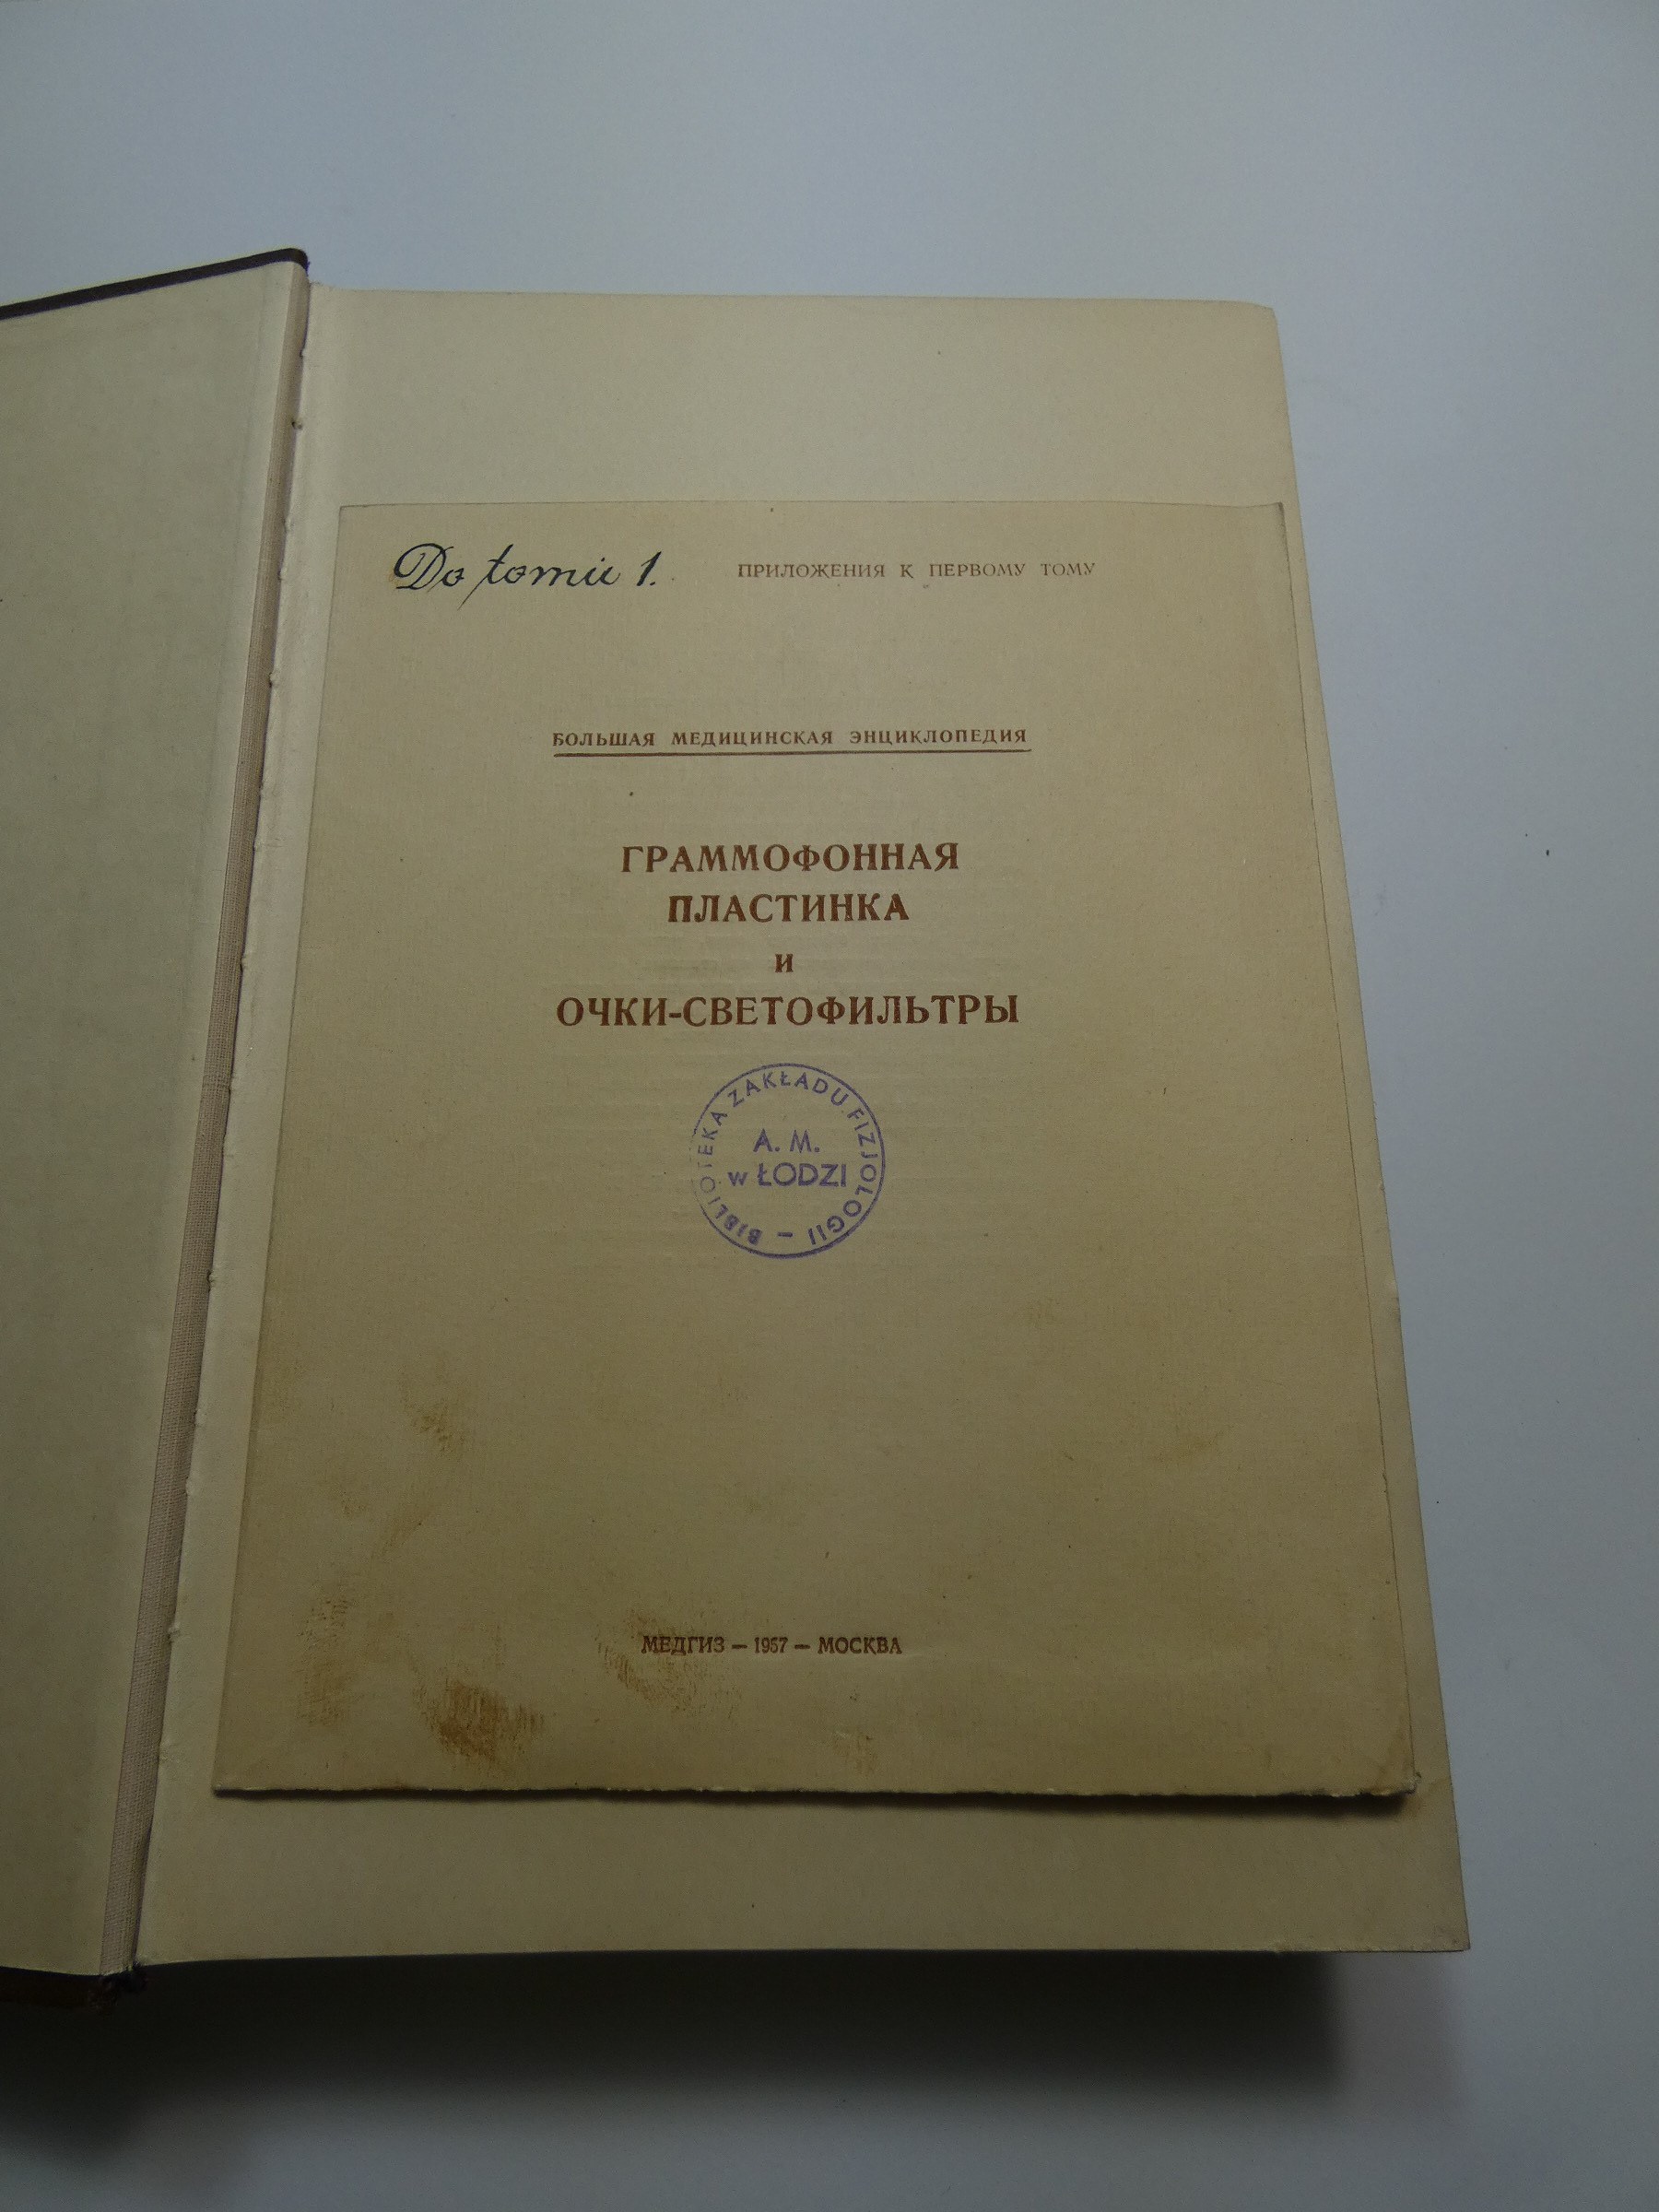 Do tomu 1.
ПРИЛОЖЕНИЯ К ПЕРВОМУ ТОМУ
БОЛЬШАЯ МЕДИЦИНСКАЯ ЭНЦИКЛОПЕДИЯ
ГРАММОФОННАЯ
ПЛАСТИНКА
И
ОЧКИ-СВЕТОФИЛЬТРЫ
BIBLIOTEKA ZAKŁADU FIZJOLOGII –
A. M.
w ŁODZI
МЕДГИЗ — 1957 — МОСКВА